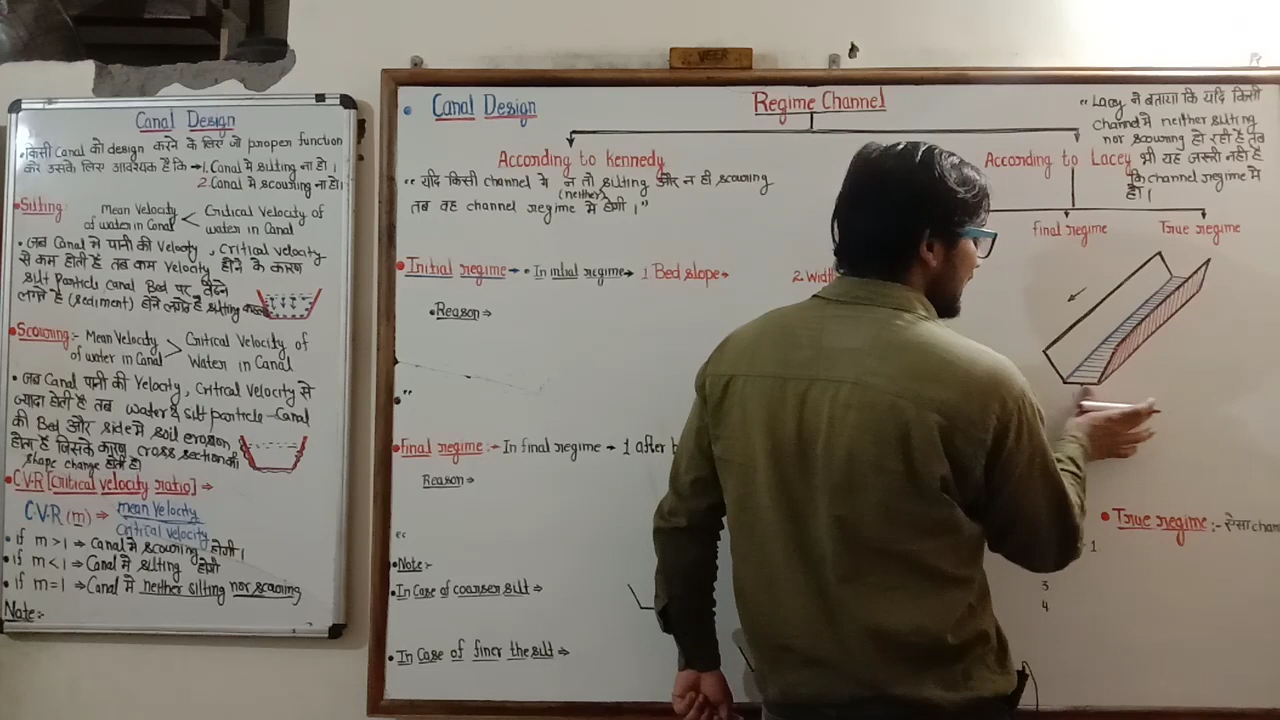 VEER
Canal Design
• किसी Canal को design करने के लिए जो proper function
करे उसके लिए आवश्यक है कि → 1. Canal में silting ना हो।
2. Canal में scouring ना हो।
• Silting:
Mean Velocity of water in Canal < Critical Velocity of water in Canal
• जब Canal में पानी की Velocity, Critical Velocity
से कम होती है तब कम Velocity होने के कारण
silt Particle Canal Bed पर बैठने
लगते है (sediment) होने लगते है silting
• Scouring:-
Mean Velocity of water in Canal > Critical Velocity of Water in Canal
• जब Canal पानी की Velocity, Critical Velocity से
ज्यादा होती है तब water & silt particle Canal
की Bed और side में soil erosion
होता है जिसके कारण cross section की
shape change होती है।
• C.V.R [Critical velocity ratio] ⇒
C.V.R (m) ⇒ mean Velocity / critical velocity
• if m > 1 ⇒ Canal में scouring होगी।
• if m < 1 ⇒ Canal में silting होगी
• if m = 1 ⇒ Canal में neither silting nor scouring
Note:-
• Canal Design
Regime Channel
According to Kennedy
" यदि किसी channel में न तो silting और न ही scouring
(neither)
तब वह channel regime में होगी।"
According to Lacey
" Lacey ने बताया कि यदि किसी
channel में neither silting
nor scouring हो रही है तब
भी यह जरूरी नही है
कि channel regime में
हो।
Final regime
True regime
• Initial regime → • In initial regime → 1 Bed slope →
2 Width
• Reason ⇒
• "
• Final regime :- In final regime → 1 after b
Reason ⇒
"
• Note:-
• In Case of coarser silt ⇒
• In Case of finer the silt ⇒
• True regime :- ऐसा chan
1.
3
4